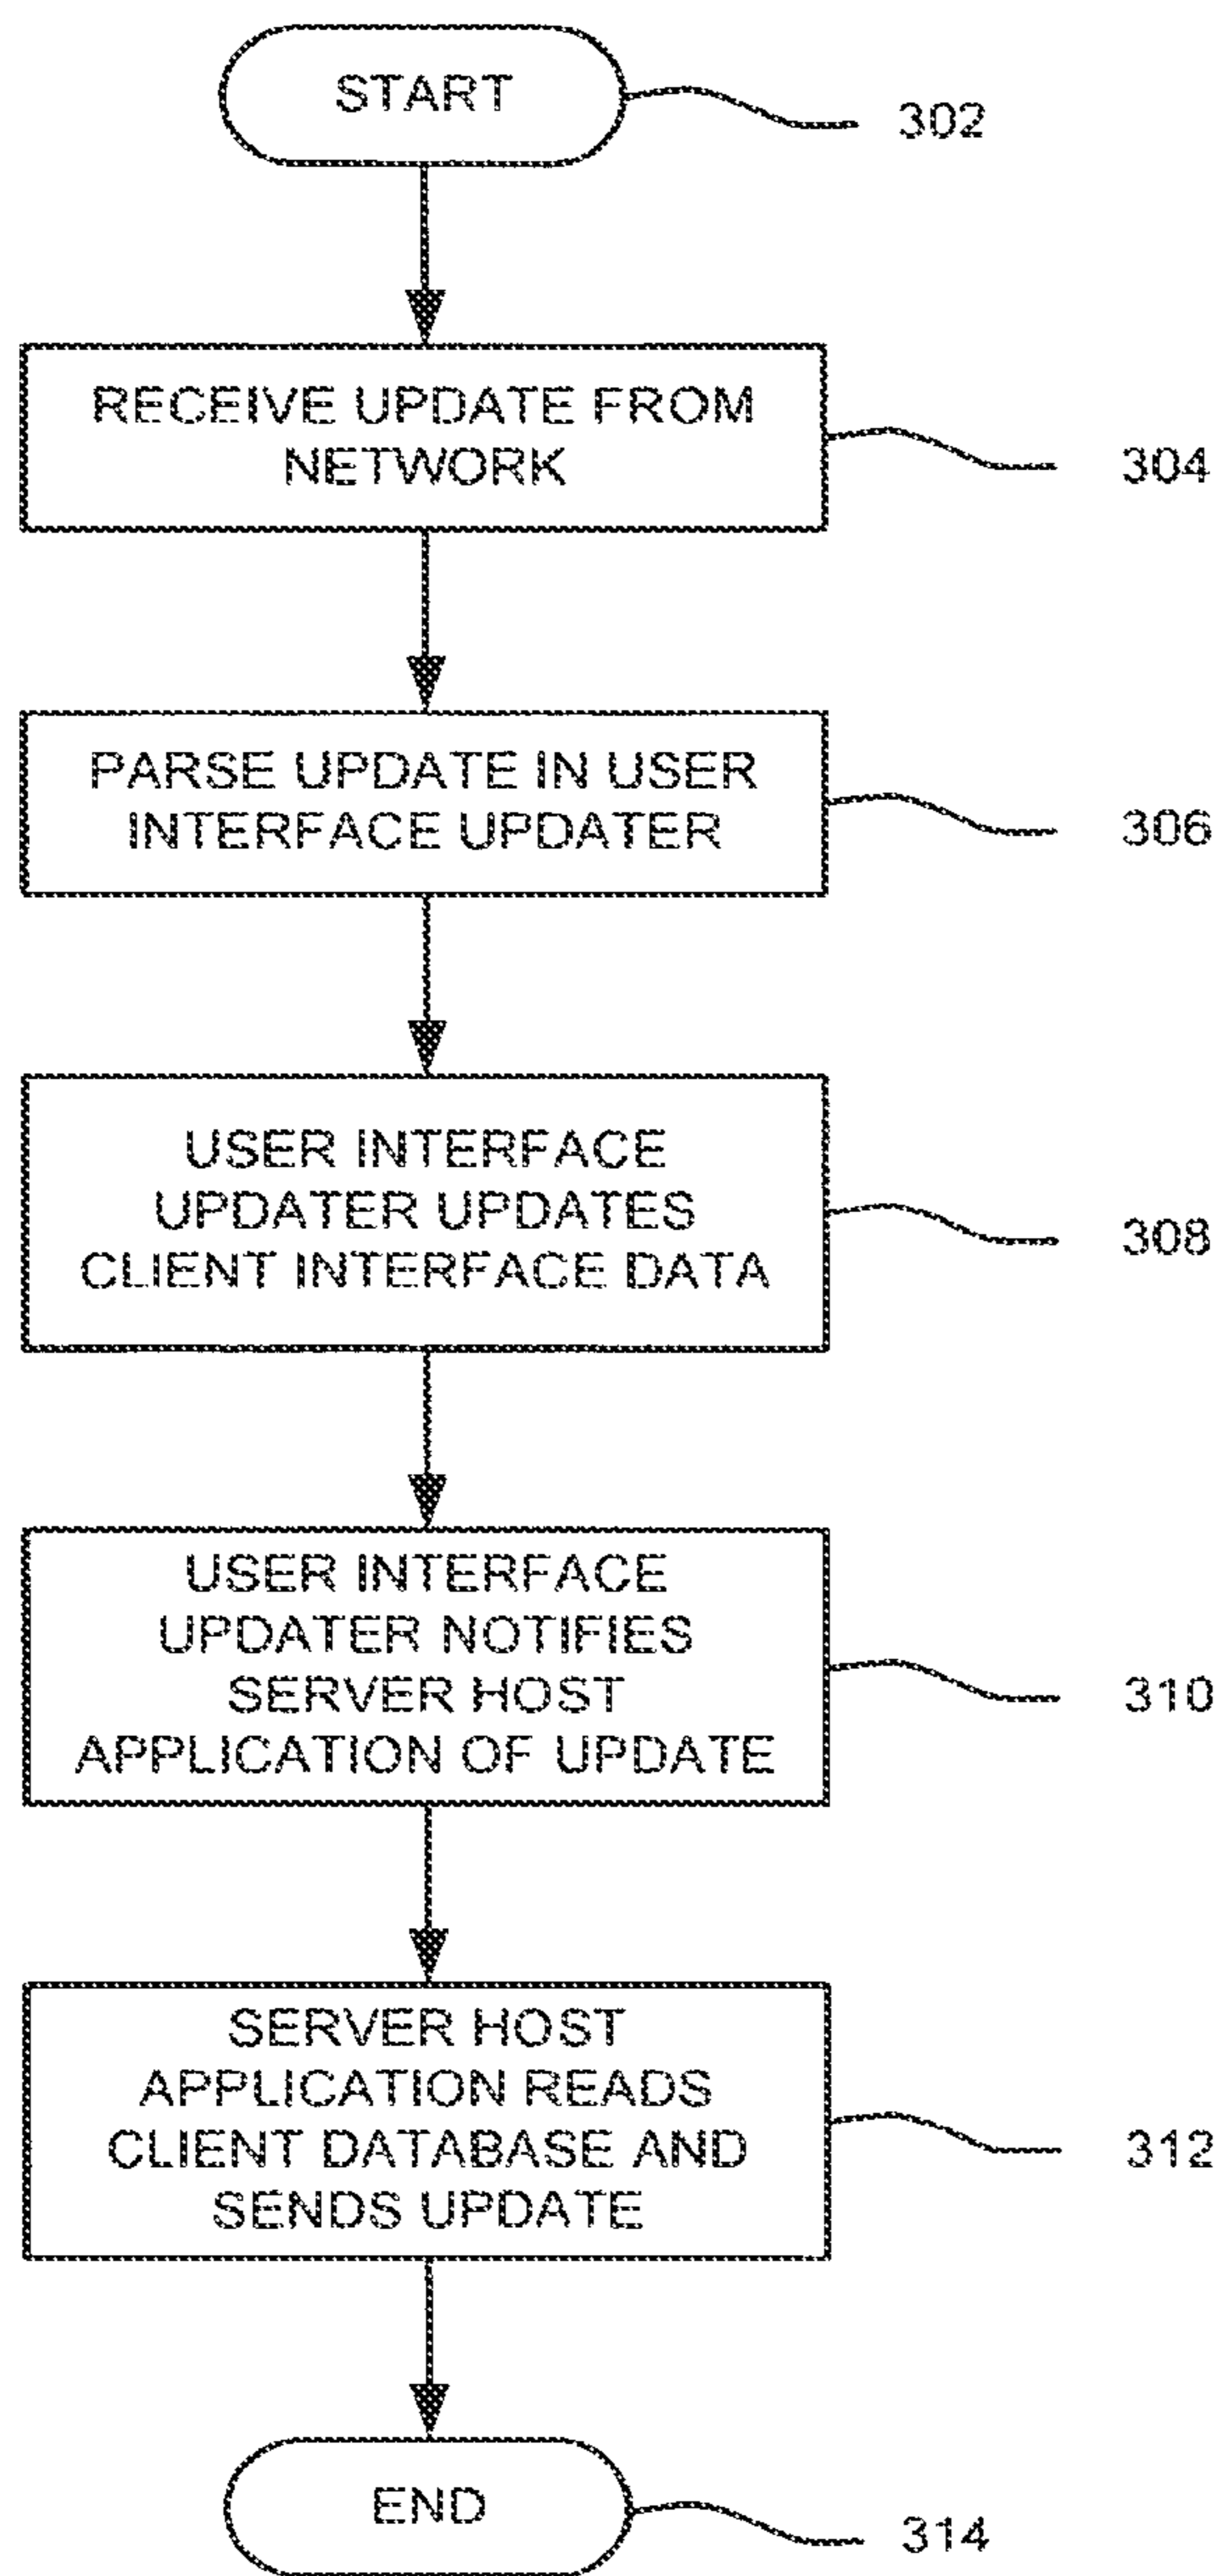 START
302
RECEIVE UPDATE FROM
NETWORK
304
PARSE UPDATE IN USER
INTERFACE UPDATER
306
USER INTERFACE
UPDATER UPDATES
CLIENT INTERFACE DATA
308
USER INTERFACE
UPDATER NOTIFIES
SERVER HOST
APPLICATION OF UPDATE
310
SERVER HOST
APPLICATION READS
CLIENT DATABASE AND
SENDS UPDATE
312
END
314